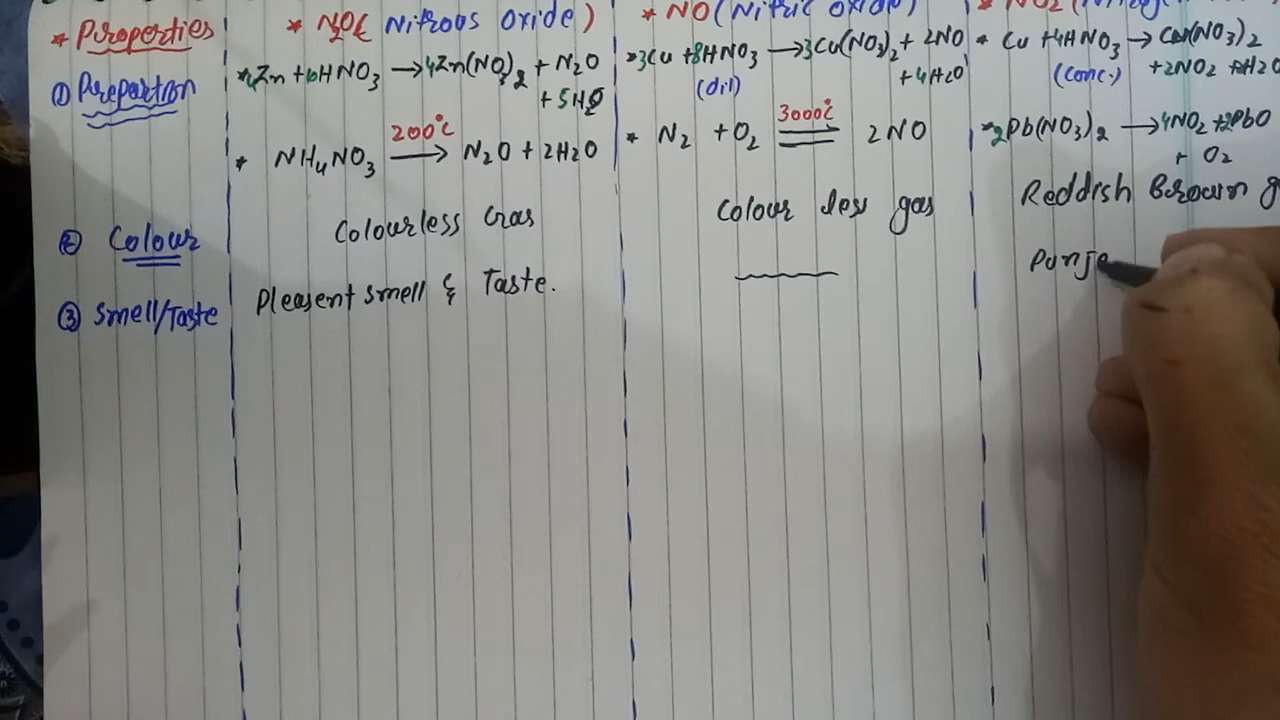 * Properties
* N2O( Nitroos Oxide )
* NO( Nitric Oxide )
* NO2(
① Prepartion
* 4Zn + 10HNO3 → 4Zn(NO3)2 + N2O
+ 5H2O
* NH4NO3 200°C → N2O + 2H2O
* 3Cu + 8HNO3 → 3Cu(NO3)2 + 2NO
(dil) + 4H2O
* N2 + O2 3000°C ⇌ 2NO
* Cu + 4HNO3 → Cu(NO3)2
(Conc.) + 2NO2 + 2H2O
* 2Pb(NO3)2 → 4NO2 + 2PbO
+ O2
② Colour
Colourless Gas
Colour less gas
Reddish Brown g
③ Smell/Taste
Pleasent smell & Taste.
Punje